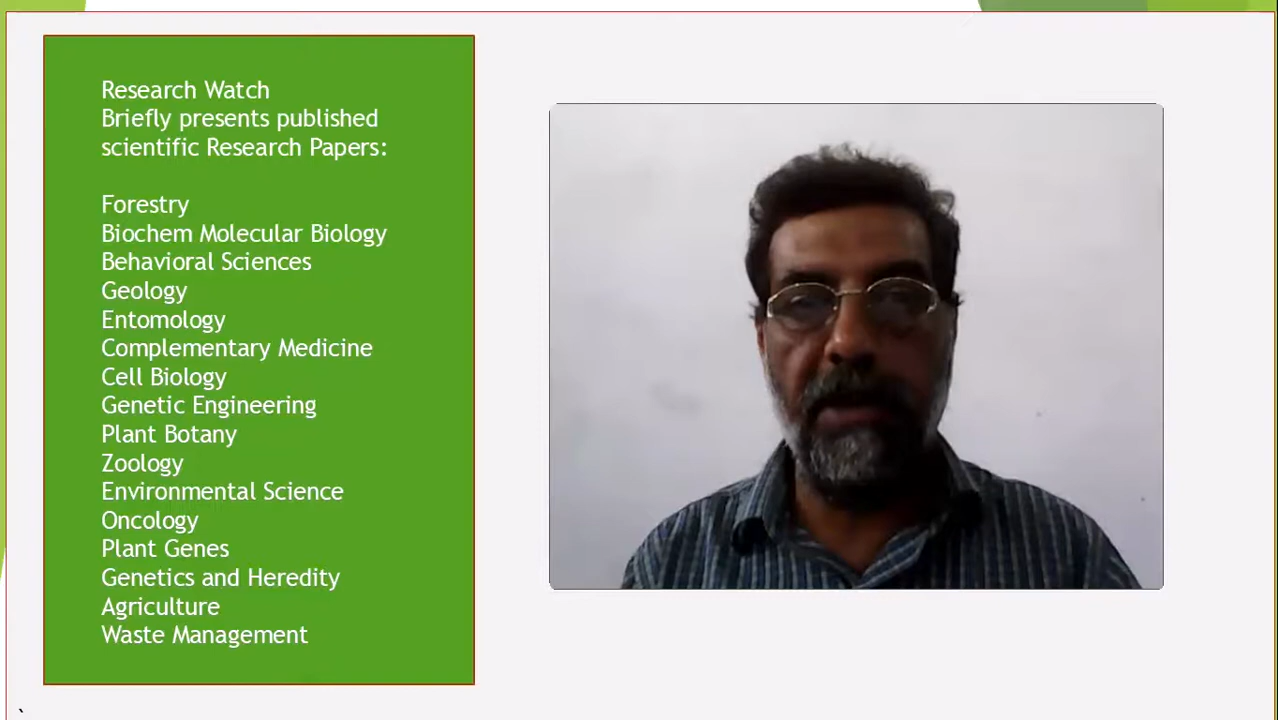 Research Watch
Briefly presents published
scientific Research Papers:
Forestry
Biochem Molecular Biology
Behavioral Sciences
Geology
Entomology
Complementary Medicine
Cell Biology
Genetic Engineering
Plant Botany
Zoology
Environmental Science
Oncology
Plant Genes
Genetics and Heredity
Agriculture
Waste Management
`